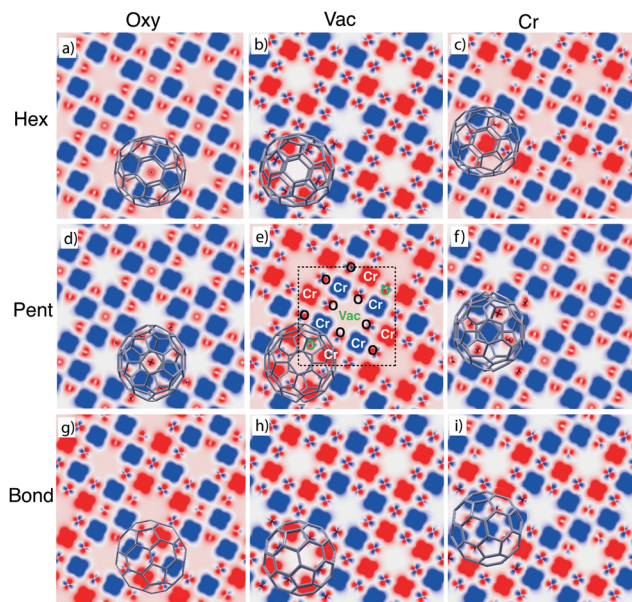 Oxy Vac Cr
a) b) c)
Hex
d) e) f)
Pent
O
O Cr
Cr Cr
O O
O Vac Cr
Cr O
O Cr
Cr O
Cr
g) h) i)
Bond